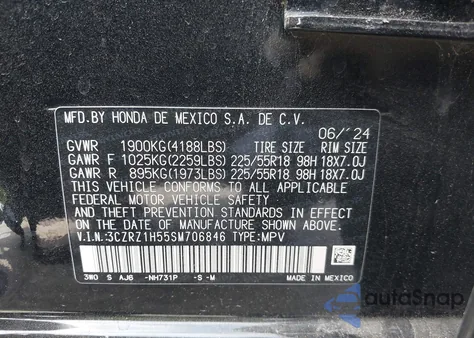 MFD.BY HONDA DE MEXICO S.A. DE C.V.
06/'24
GVWR 1900KG(4188LBS) TIRE SIZE RIM SIZE
GAWR F 1025KG(2259LBS) 225/55R18 98H 18X7.0J
GAWR R 895KG(1973LBS) 225/55R18 98H 18X7.0J
THIS VEHICLE CONFORMS TO ALL APPLICABLE
FEDERAL MOTOR VEHICLE SAFETY AND THEFT
PREVENTION STANDARDS IN EFFECT ON THE DATE OF
MANUFACTURE SHOWN ABOVE.
V.I.N.:3CZRZ1H55SM706846 TYPE:MPV
3W0 S AJ6 -NH731P -S -M
MADE IN MEXICO
autoSnap